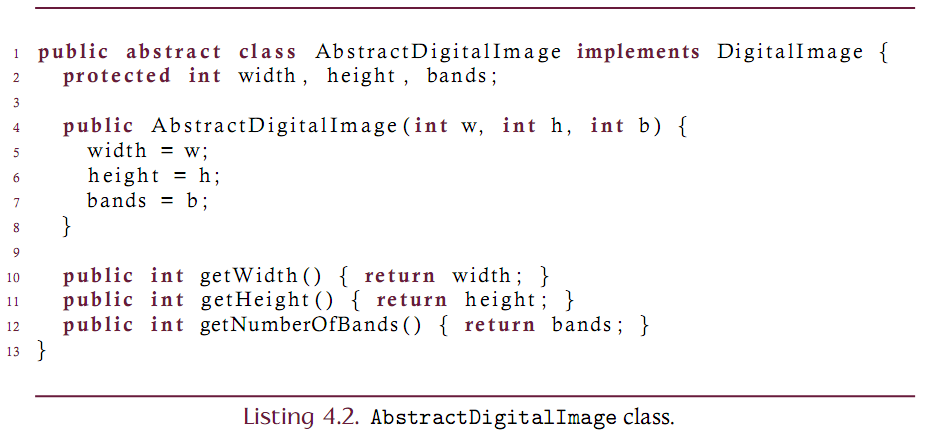 1 public abstract class AbstractDigitalImage implements DigitalImage {
2 protected int width, height, bands;
3
4 public AbstractDigitalImage(int w, int h, int b) {
5 width = w;
6 height = h;
7 bands = b;
8 }
9
10 public int getWidth() { return width; }
11 public int getHeight() { return height; }
12 public int getNumberOfBands() { return bands; }
13 }
Listing 4.2. AbstractDigitalImage class.